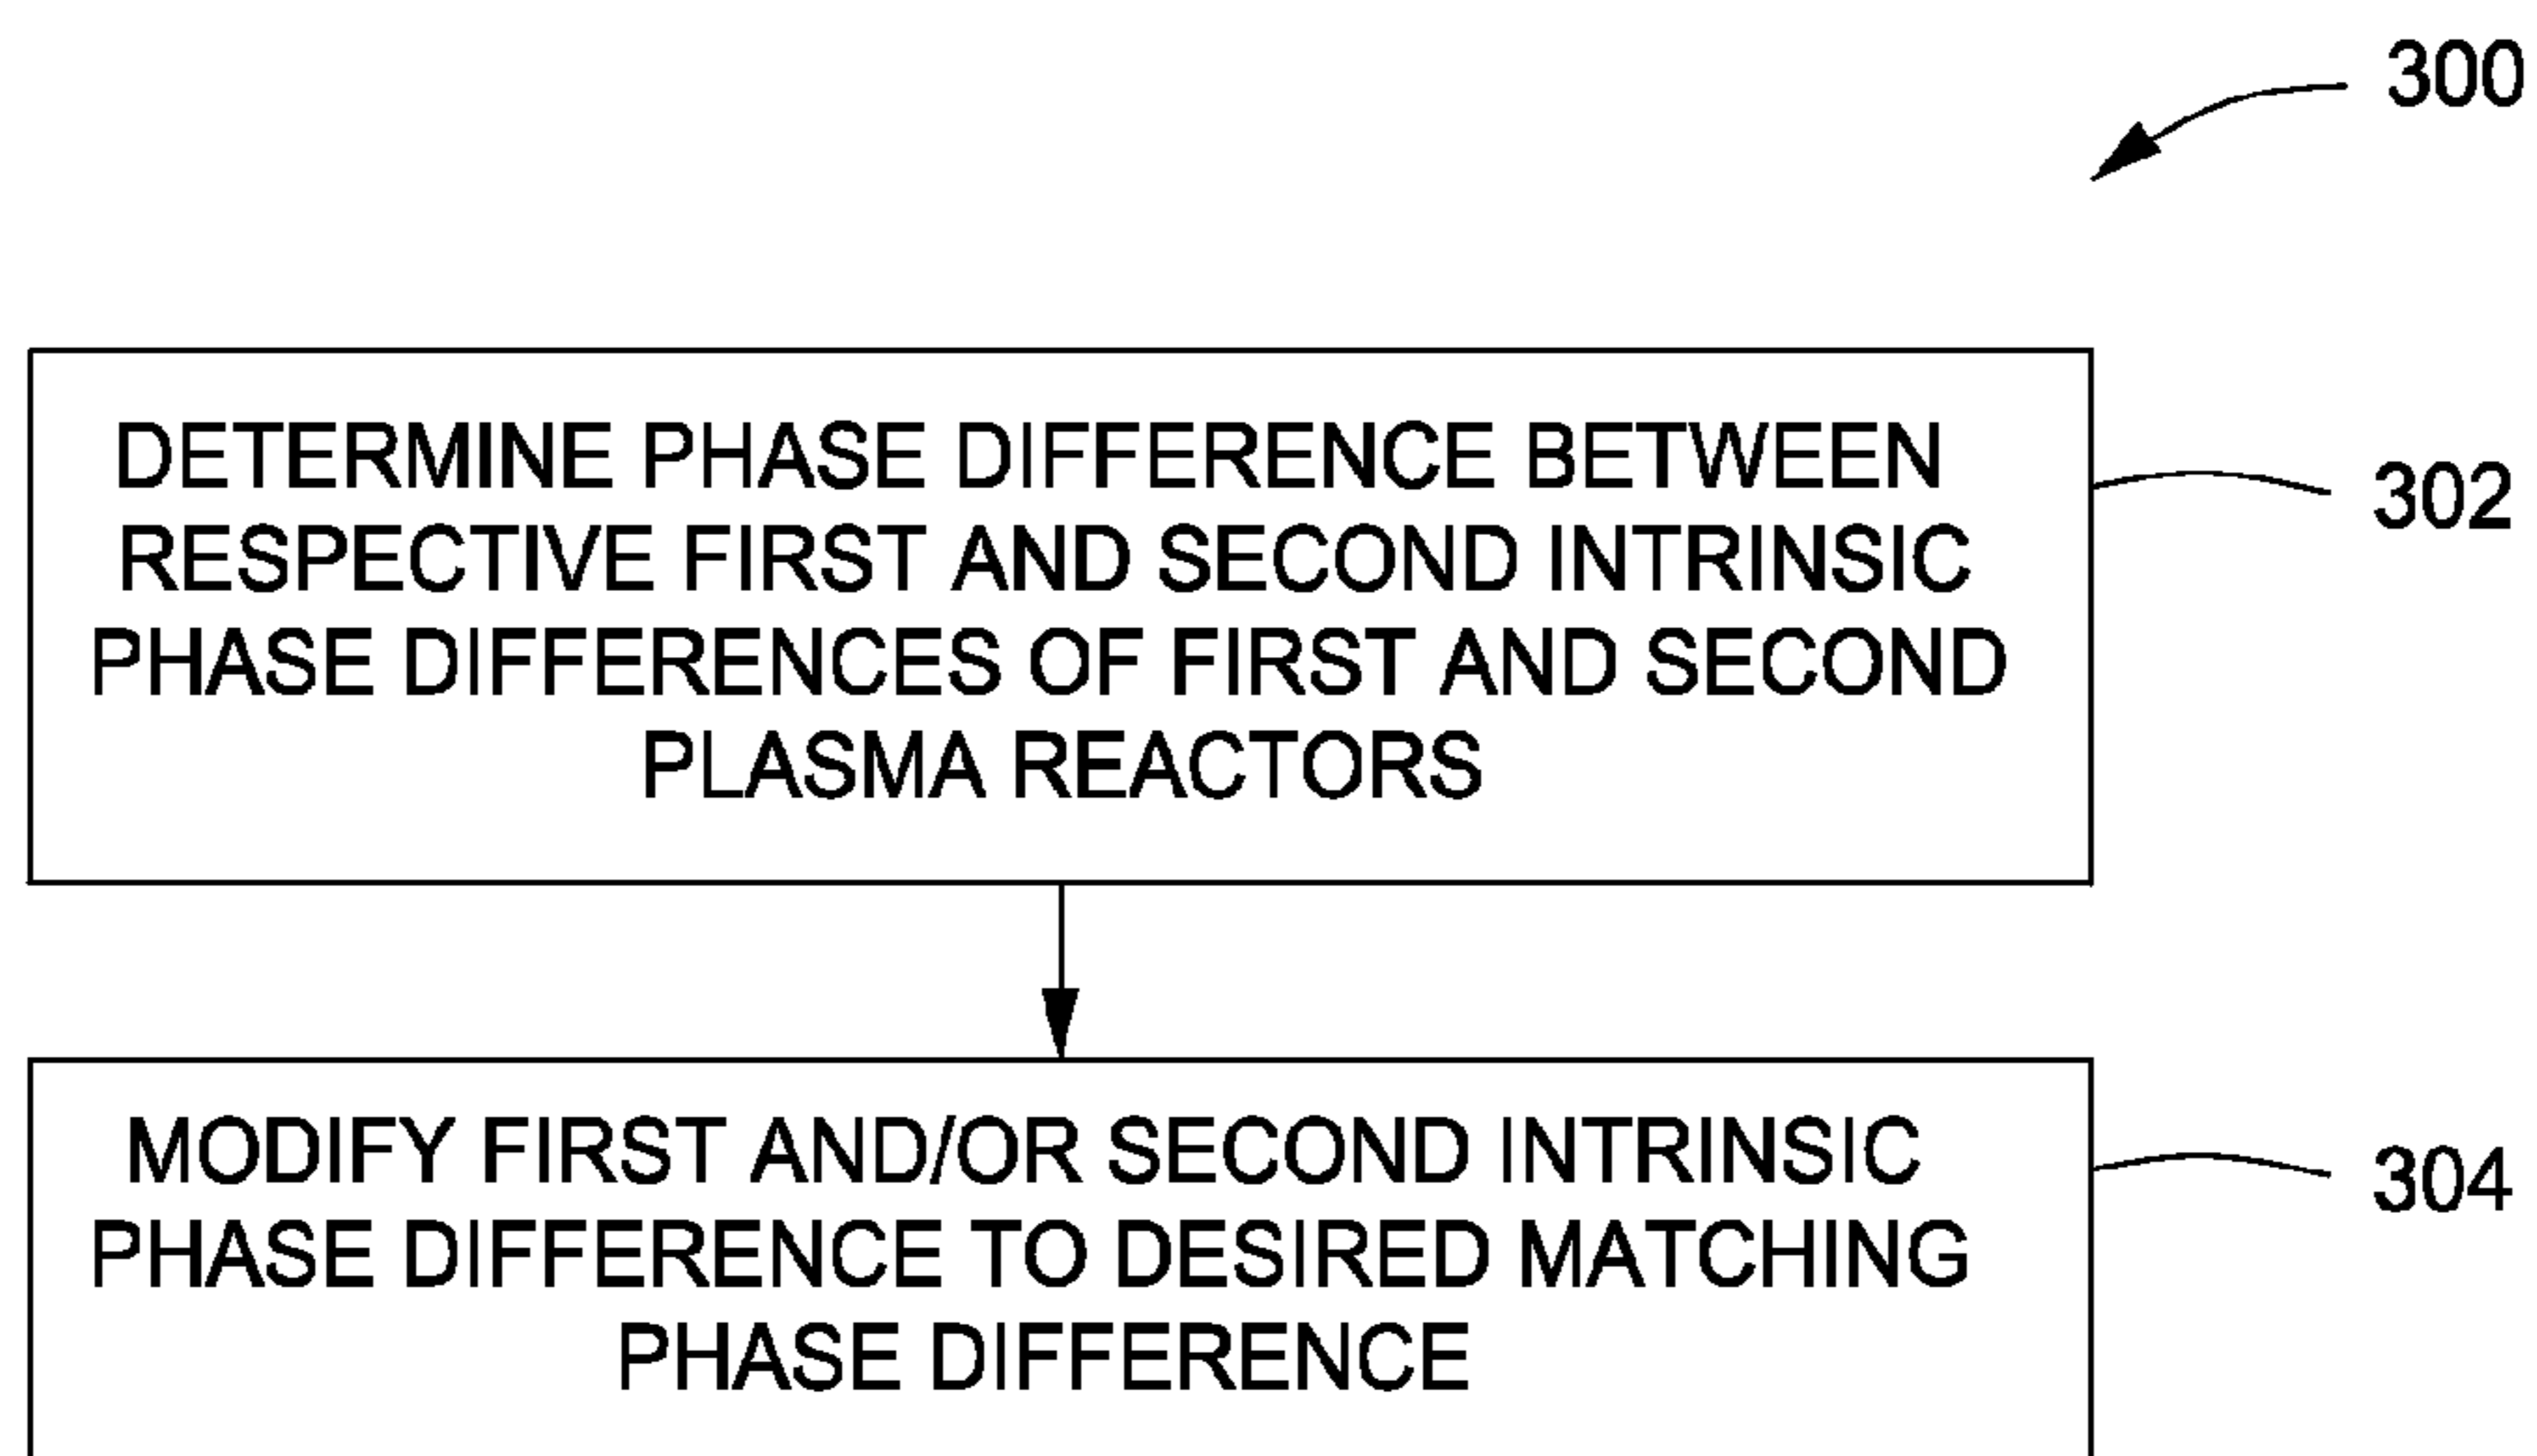 300
DETERMINE PHASE DIFFERENCE BETWEEN
RESPECTIVE FIRST AND SECOND INTRINSIC
PHASE DIFFERENCES OF FIRST AND SECOND
PLASMA REACTORS
302
MODIFY FIRST AND/OR SECOND INTRINSIC
PHASE DIFFERENCE TO DESIRED MATCHING
PHASE DIFFERENCE
304